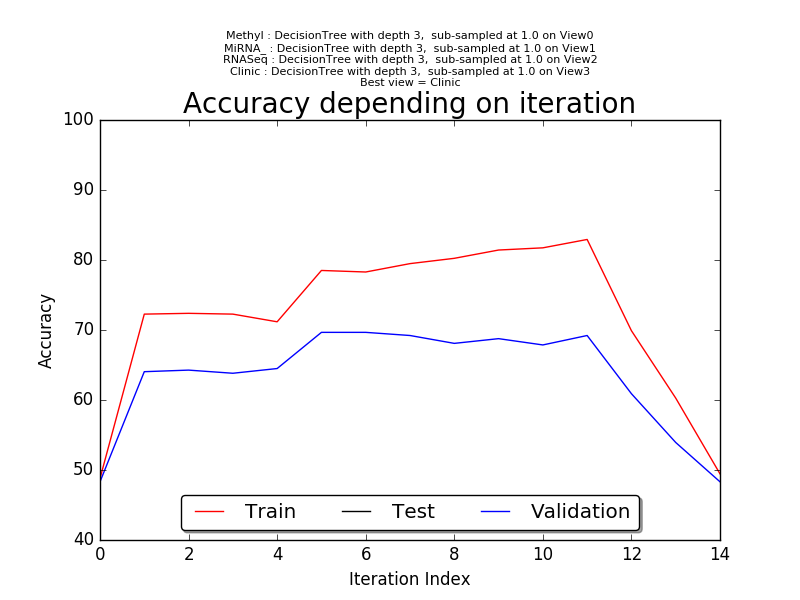 Methyl : DecisionTree with depth 3,  sub-sampled at 1.0 on View0
MiRNA_ : DecisionTree with depth 3,  sub-sampled at 1.0 on View1
RNASeq : DecisionTree with depth 3,  sub-sampled at 1.0 on View2
Clinic : DecisionTree with depth 3,  sub-sampled at 1.0 on View3
Best view = Clinic
Accuracy depending on iteration
100
90
80
70
60
50
40
Accuracy
Train Test Validation
0 2 4 6 8 10 12 14
Iteration Index